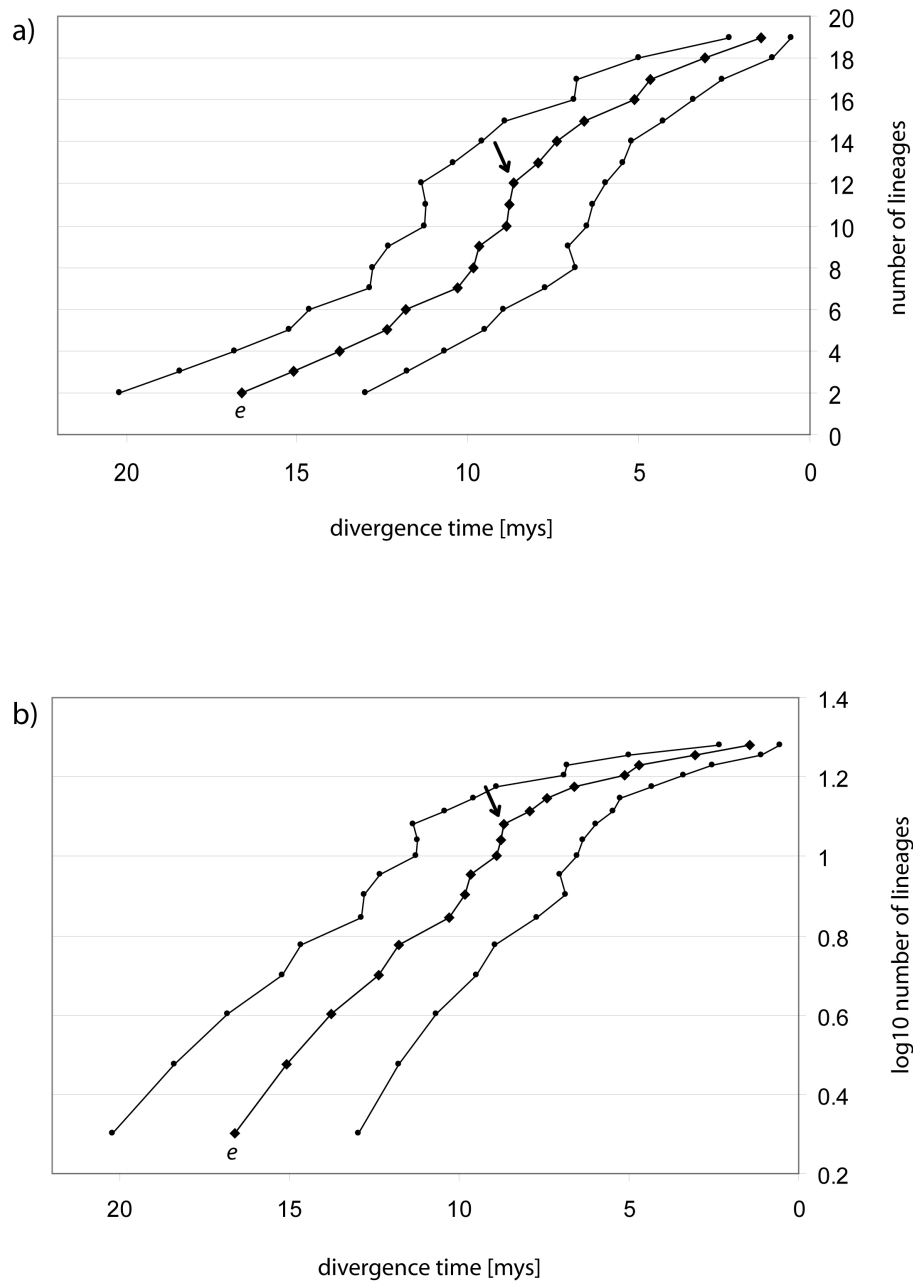 a)
20
18
16
14
12
10
8
6
4
2
0
number of lineages
e
20 15 10 5 0
divergence time [mys]
b)
1.4
1.2
1
0.8
0.6
0.4
0.2
log10 number of lineages
e
20 15 10 5 0
divergence time [mys]